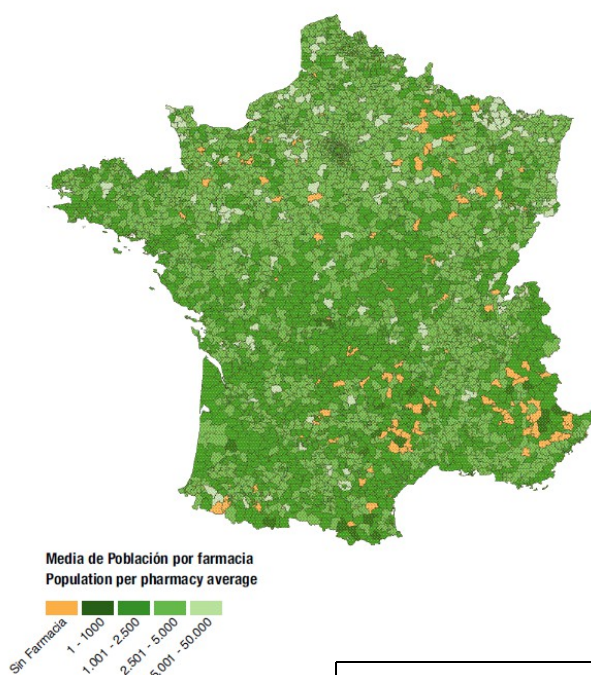 Media de Población por farmacia
Population per pharmacy average
Sin Farmacia
1 - 1000
1.001 - 2.500
2.501 - 5.000
5.001 - 50.000